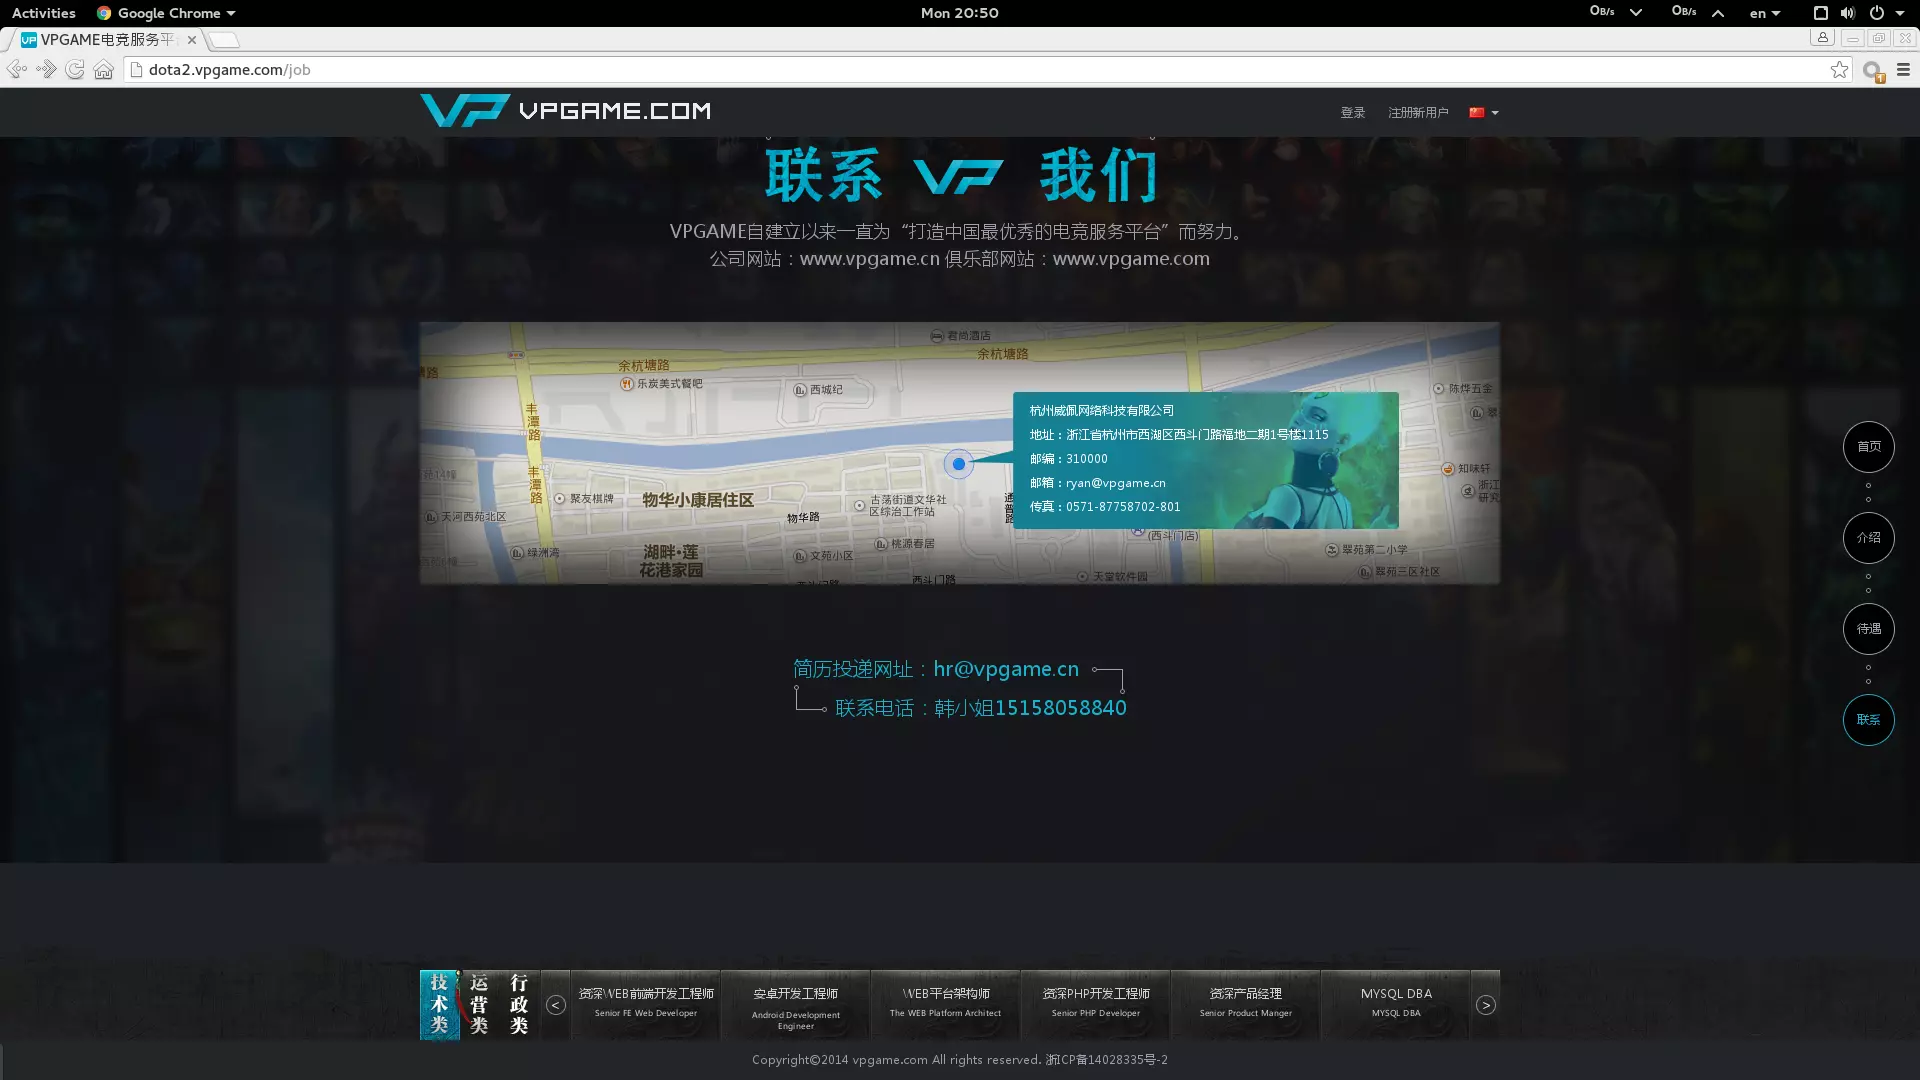 Activities
Google Chrome
Mon 20:50
0B/s
0B/s
en
VPGAME电竞服务平
dota2.vpgame.com/job
VP VPGAME.COM
登录
注册新用户
联系 VP 我们
VPGAME自建立以来一直为“打造中国最优秀的电竞服务平台”而努力。
公司网站：www.vpgame.cn 俱乐部网站：www.vpgame.com
君尚酒店
余杭塘路
余杭塘路
塘路
乐炭美式餐吧
西城纪
陈烨五金
丰潭路
杭州威佩网络科技有限公司
地址：浙江省杭州市西湖区西斗门路福地二期1号楼1115
邮编：310000
邮箱：ryan@vpgame.cn
传真：0571-87758702-801
丰潭路
知味轩
浙江
研究
聚友棋牌
物华小康居住区
古荡街道文华社
区综治工作站
通普路
天河西苑北区
物华路
(西斗门店)
绿洲湾
湖畔·莲
花港家园
文苑小区
桃源春居
翠苑第二小学
西斗门路
西斗门路
天堂软件园
翠苑三区社区
首页
介绍
待遇
联系
简历投递网址：hr@vpgame.cn
联系电话：韩小姐15158058840
技术类
运营类
行政类
<
资深WEB前端开发工程师
Senior FE Web Developer
安卓开发工程师
Android Development
Engineer
WEB平台架构师
The WEB Platform Architect
资深PHP开发工程师
Senior PHP Developer
资深产品经理
Senior Product Manger
MYSQL DBA
MYSQL DBA
>
Copyright©2014 vpgame.com All rights reserved. 浙ICP备14028335号-2